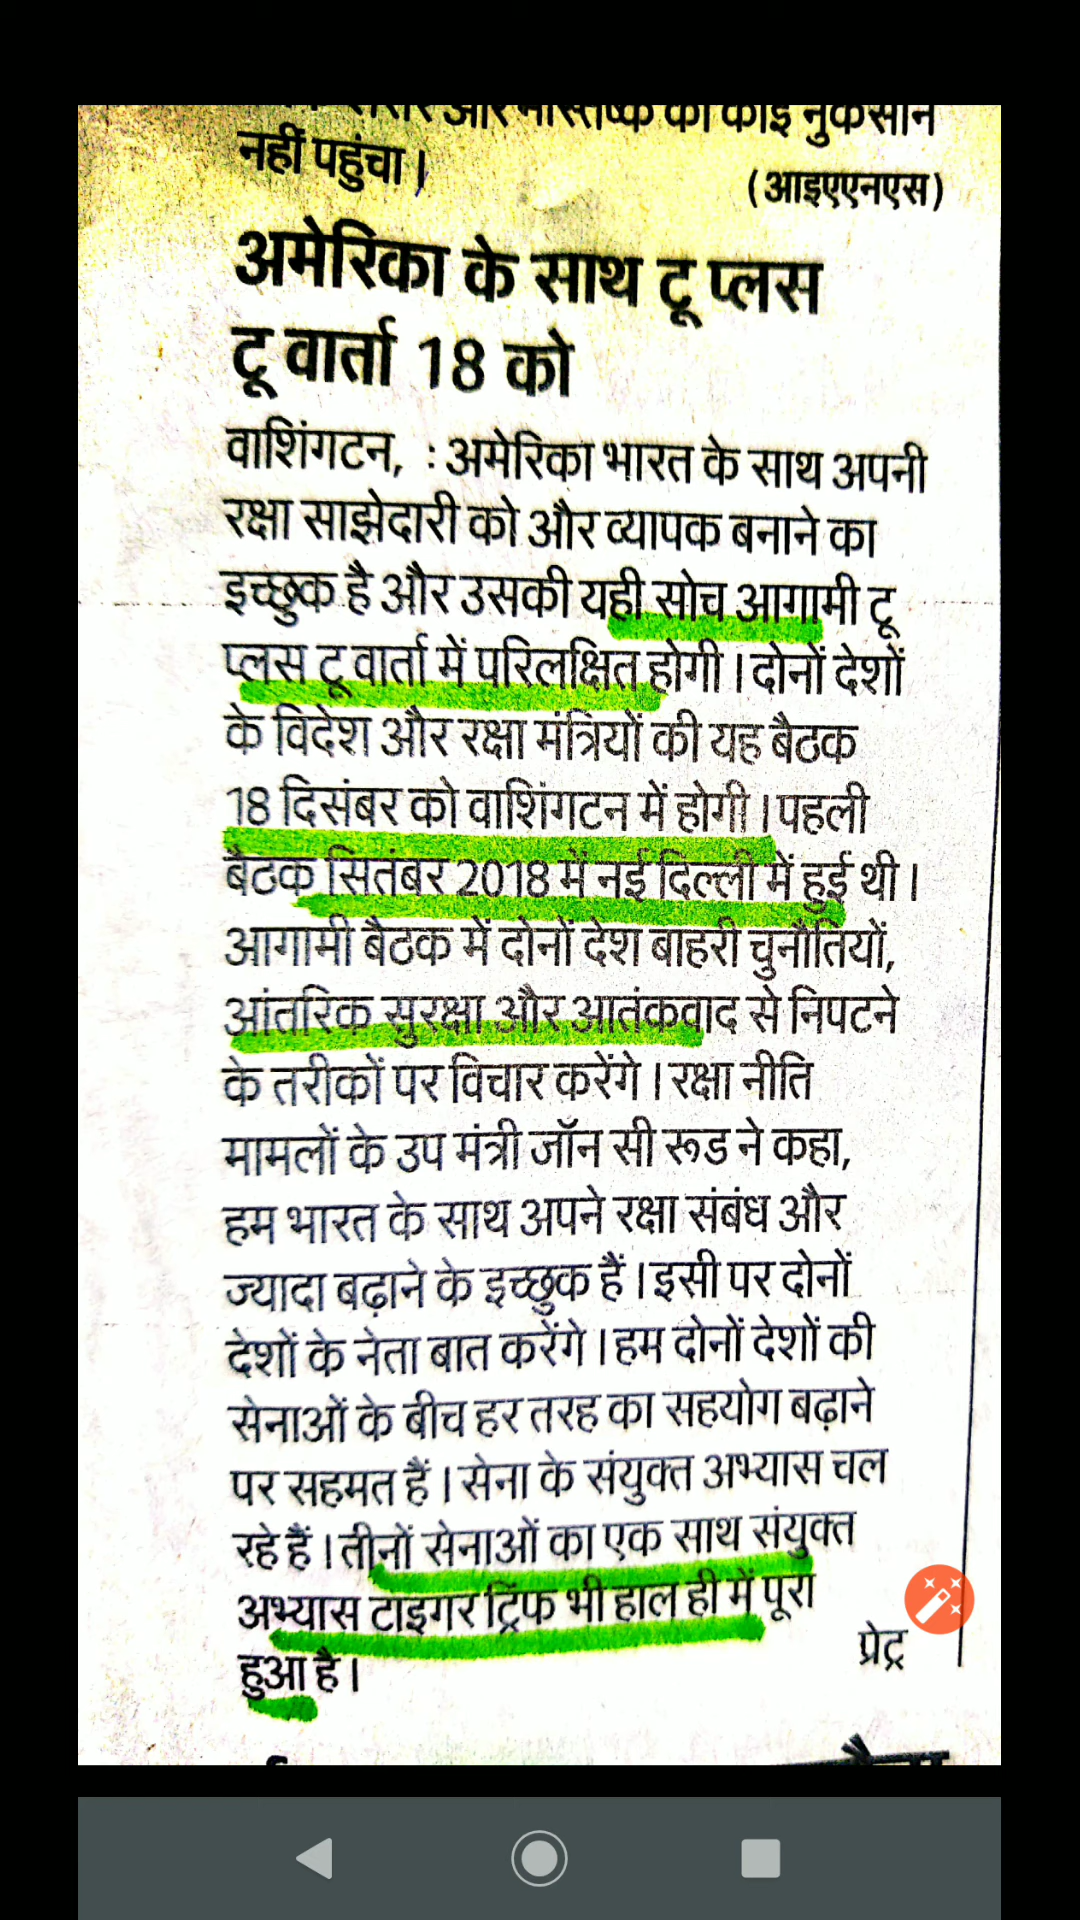 और मस्तिष्क को कोई नुकसान
नहीं पहुंचा।
(आइएएनएस)
अमेरिका के साथ टू प्लस
टू वार्ता 18 को
वाशिंगटन, : अमेरिका भारत के साथ अपनी
रक्षा साझेदारी को और व्यापक बनाने का
इच्छुक है और उसकी यही सोच आगामी टू
प्लस टू वार्ता में परिलक्षित होगी। दोनों देशों
के विदेश और रक्षा मंत्रियों की यह बैठक
18 दिसंबर को वाशिंगटन में होगी। पहली
बैठक सितंबर 2018 में नई दिल्ली में हुई थी।
आगामी बैठक में दोनों देश बाहरी चुनौतियों,
आंतरिक सुरक्षा और आतंकवाद से निपटने
के तरीकों पर विचार करेंगे। रक्षा नीति
मामलों के उप मंत्री जॉन सी रूड ने कहा,
हम भारत के साथ अपने रक्षा संबंध और
ज्यादा बढ़ाने के इच्छुक हैं। इसी पर दोनों
देशों के नेता बात करेंगे। हम दोनों देशों की
सेनाओं के बीच हर तरह का सहयोग बढ़ाने
पर सहमत हैं। सेना के संयुक्त अभ्यास चल
रहे हैं। तीनों सेनाओं का एक साथ संयुक्त
अभ्यास टाइगर ट्रिंफ भी हाल ही में पूरा
हुआ है।
प्रेट्र